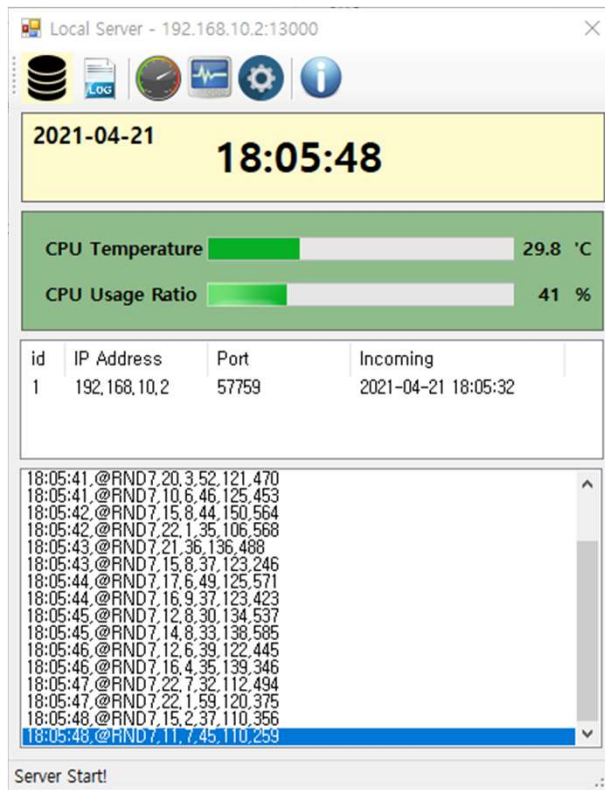 Local Server - 192.168.10.2:13000
LOG
2021-04-21
18:05:48
CPU Temperature 29.8 'C
CPU Usage Ratio 41 %
id IP Address Port Incoming
1 192.168.10.2 57759 2021-04-21 18:05:32
18:05:41,@RND7,20.3,52,121,470
18:05:41,@RND7,10.6,46,125,453
18:05:42,@RND7,15.8,44,150,564
18:05:42,@RND7,22.1,35,106,568
18:05:43,@RND7,21,36,136,488
18:05:43,@RND7,15.8,37,123,246
18:05:44,@RND7,17.6,49,125,571
18:05:44,@RND7,16.9,37,123,423
18:05:45,@RND7,12.8,30,134,537
18:05:45,@RND7,14.8,33,138,585
18:05:46,@RND7,12.6,39,122,445
18:05:46,@RND7,16.4,35,139,346
18:05:47,@RND7,22.7,32,112,494
18:05:47,@RND7,22.1,59,120,375
18:05:48,@RND7,15.2,37,110,356
18:05:48,@RND7,11.7,45,110,259
Server Start!